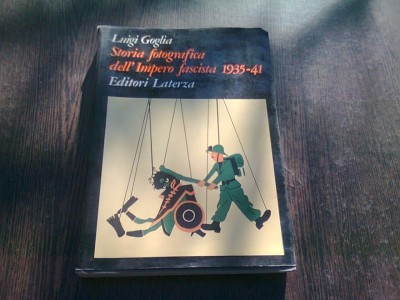 Luigi Goglia
Storia fotografica
dell'Impero fascista 1935-41
Editori Laterza